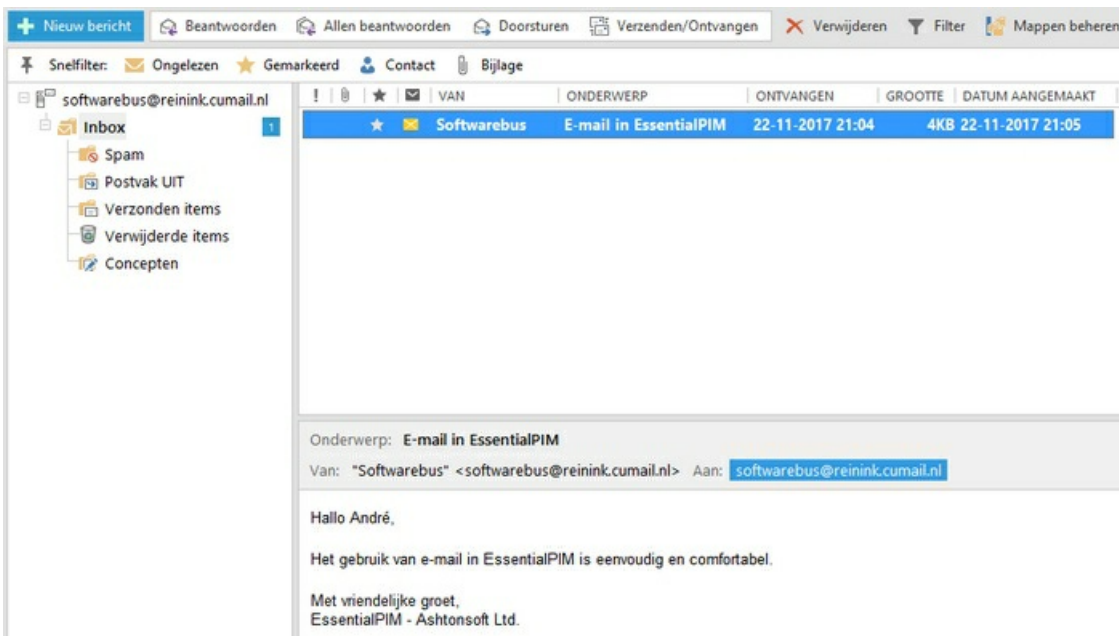 Nieuw bericht Beantwoorden Allen beantwoorden Doorsturen Verzenden/Ontvangen Verwijderen Filter Mappen beheren
Snelfilter: Ongelezen Gemarkeerd Contact Bijlage
softwarebus@reinink.cumail.nl
Inbox 1
Spam
Postvak UIT
Verzonden items
Verwijderde items
Concepten
! VAN ONDERWERP ONTVANGEN GROOTTE DATUM AANGEMAAKT
Softwarebus E-mail in EssentialPIM 22-11-2017 21:04 4KB 22-11-2017 21:05
Onderwerp: E-mail in EssentialPIM
Van: "Softwarebus" <softwarebus@reinink.cumail.nl> Aan: softwarebus@reinink.cumail.nl
Hallo André,
Het gebruik van e-mail in EssentialPIM is eenvoudig en comfortabel.
Met vriendelijke groet,
EssentialPIM - Ashtonsoft Ltd.